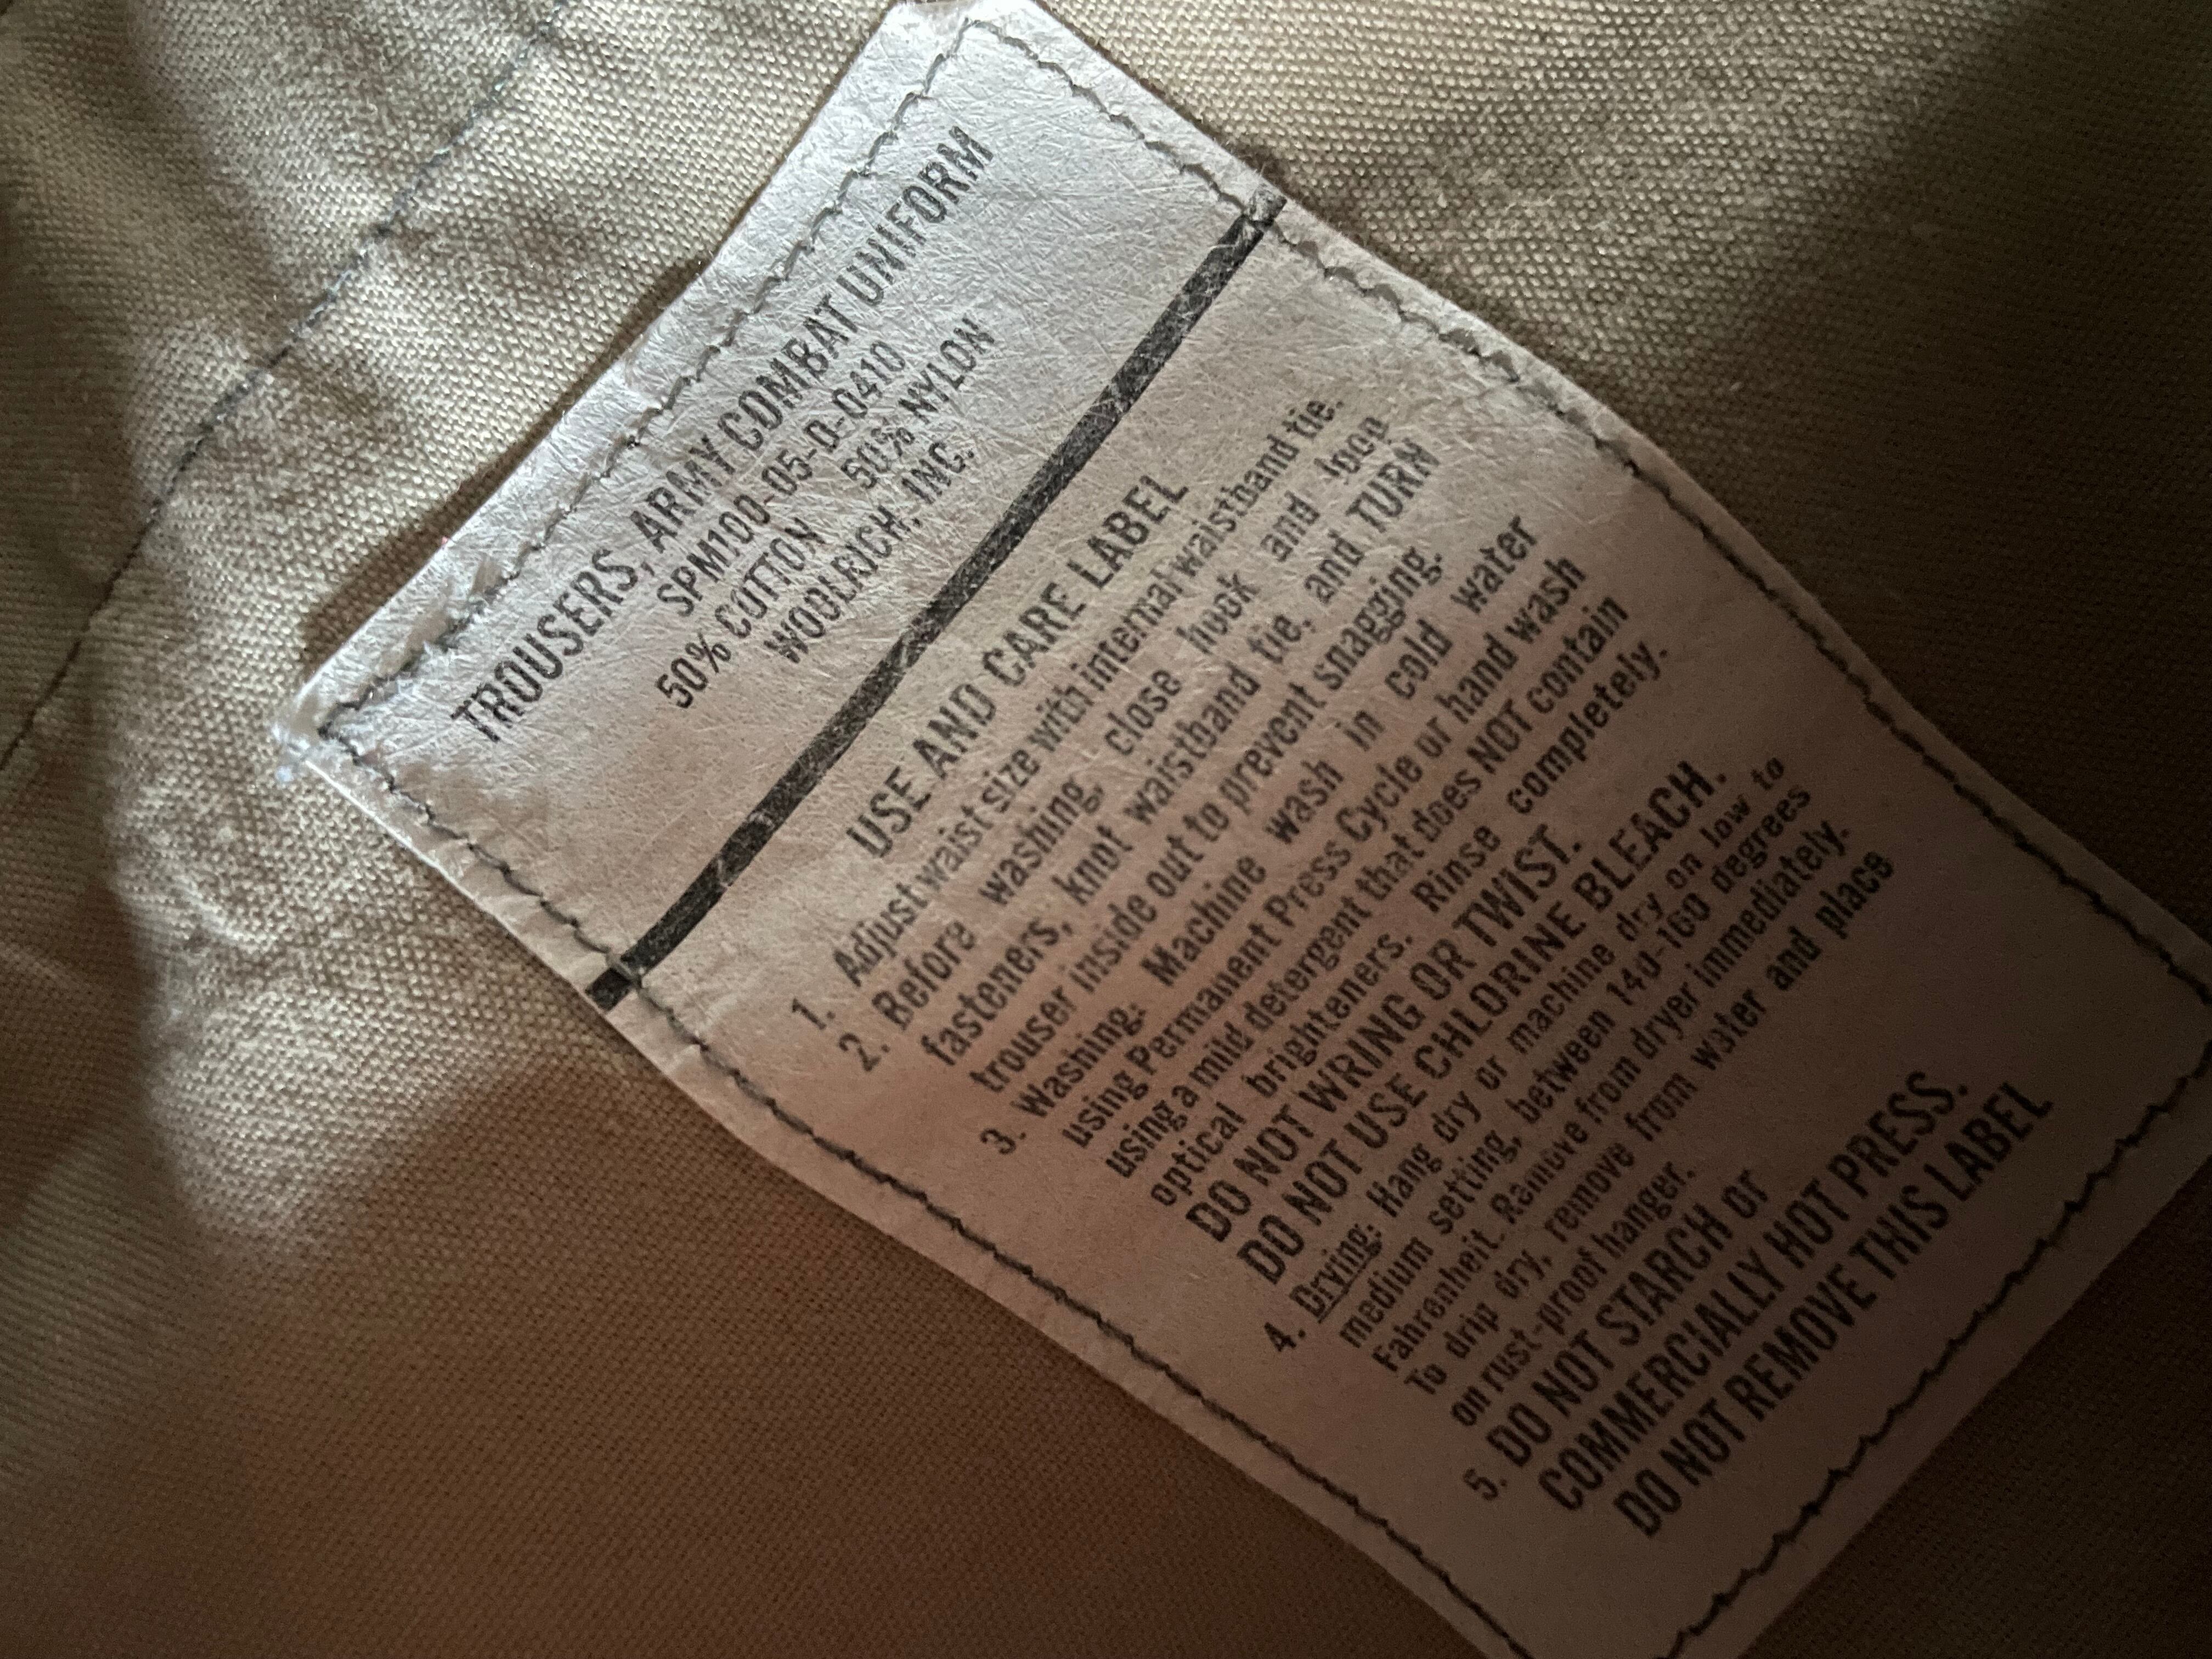 TROUSERS, ARMY COMBAT UNIFORM
SPM100-05-D-0410
50% COTTON 50% NYLON
WOOLRICH, INC.
USE AND CARE LABEL
1. Adjust waist size with internal waistband tie.
2. Before washing, close hook and loop
fasteners, knot waistband tie, and TURN
trouser inside out to prevent snagging.
3. Washing: Machine wash in cold water
using Permanent Press Cycle or hand wash
using a mild detergent that does NOT contain
optical brighteners. Rinse completely.
DO NOT WRING OR TWIST.
DO NOT USE CHLORINE BLEACH.
4. Drying: Hang dry or machine dry on low to
medium setting, between 140-160 degrees
Fahrenheit. Remove from dryer immediately.
To drip dry, remove from water and place
on rust-proof hanger.
5. DO NOT STARCH or
COMMERCIALLY HOT PRESS.
DO NOT REMOVE THIS LABEL